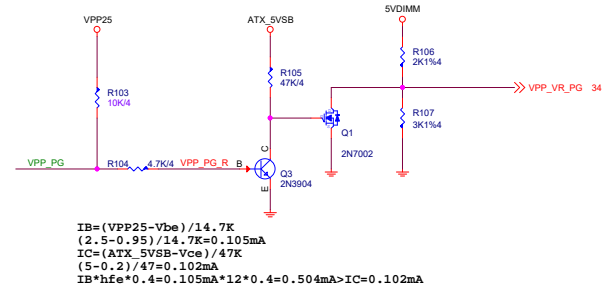 VPP25
ATX_5VSB
5VDIMM
R103
10K/4
R105
47K/4
R106
2K1%4
VPP_VR_PG 34
R107
3K1%4
Q1
2N7002
VPP_PG
R104
4.7K/4
VPP_PG_R
B
C
E
Q3
2N3904
IB=(VPP25-Vbe)/14.7K
(2.5-0.95)/14.7K=0.105mA
IC=(ATX_5VSB-Vce)/47K
(5-0.2)/47=0.102mA
IB*hfe*0.4=0.105mA*12*0.4=0.504mA>IC=0.102mA